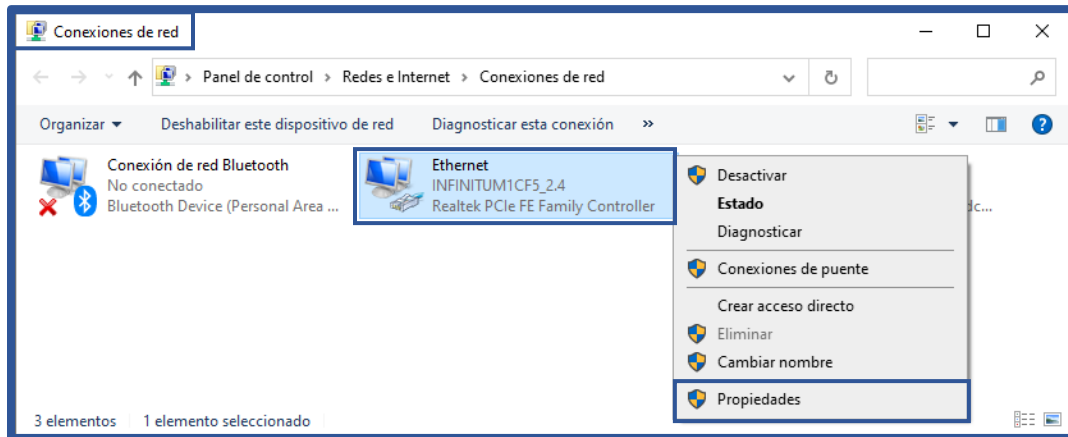 Conexiones de red
Panel de control > Redes e Internet > Conexiones de red
Organizar Deshabilitar este dispositivo de red Diagnosticar esta conexión »
Conexión de red Bluetooth
No conectado
Bluetooth Device (Personal Area ...
Ethernet
INFINITUM1CF5_2.4
Realtek PCIe FE Family Controller
Desactivar
Estado
Diagnosticar
Conexiones de puente
Crear acceso directo
Eliminar
Cambiar nombre
Propiedades
3 elementos 1 elemento seleccionado